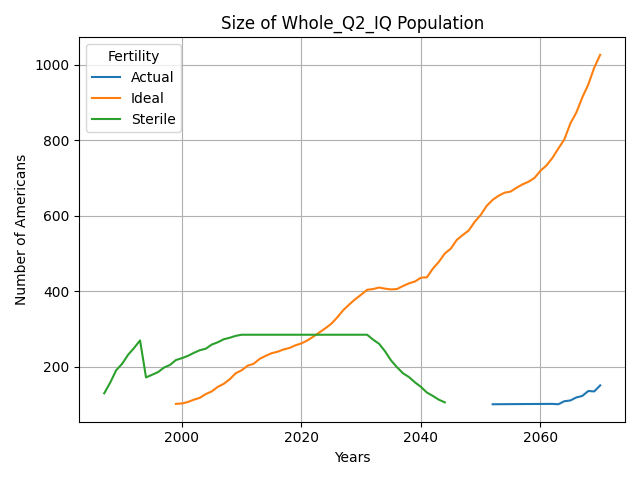 Size of Whole_Q2_IQ Population
Fertility
Actual
Ideal
Sterile
Number of Americans
1000
800
600
400
200
2000
2020
2040
2060
Years